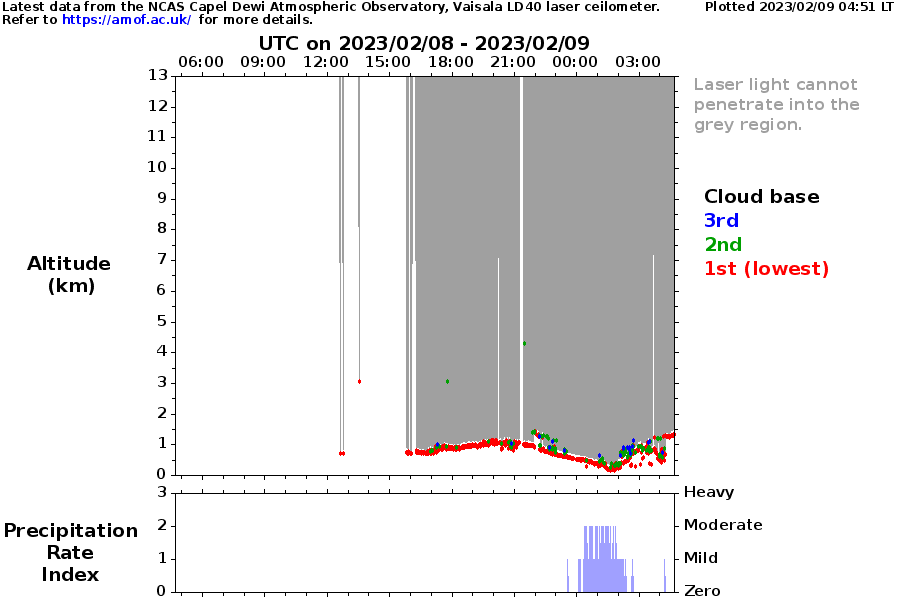 Latest data from the NCAS Capel Dewi Atmospheric Observatory, Vaisala LD40 laser ceilometer. Plotted 2023/02/09 04:51 LT
Refer to https://amof.ac.uk/ for more details.
UTC on 2023/02/08 - 2023/02/09
06:00 09:00 12:00 15:00 18:00 21:00 00:00 03:00
13
12
11
10
9
8
7
6
5
4
3
2
1
0
Altitude
(km)
Laser light cannot
penetrate into the
grey region.
Cloud base
3rd
2nd
1st (lowest)
3 Heavy
2 Moderate
1 Mild
0 Zero
Precipitation
Rate
Index